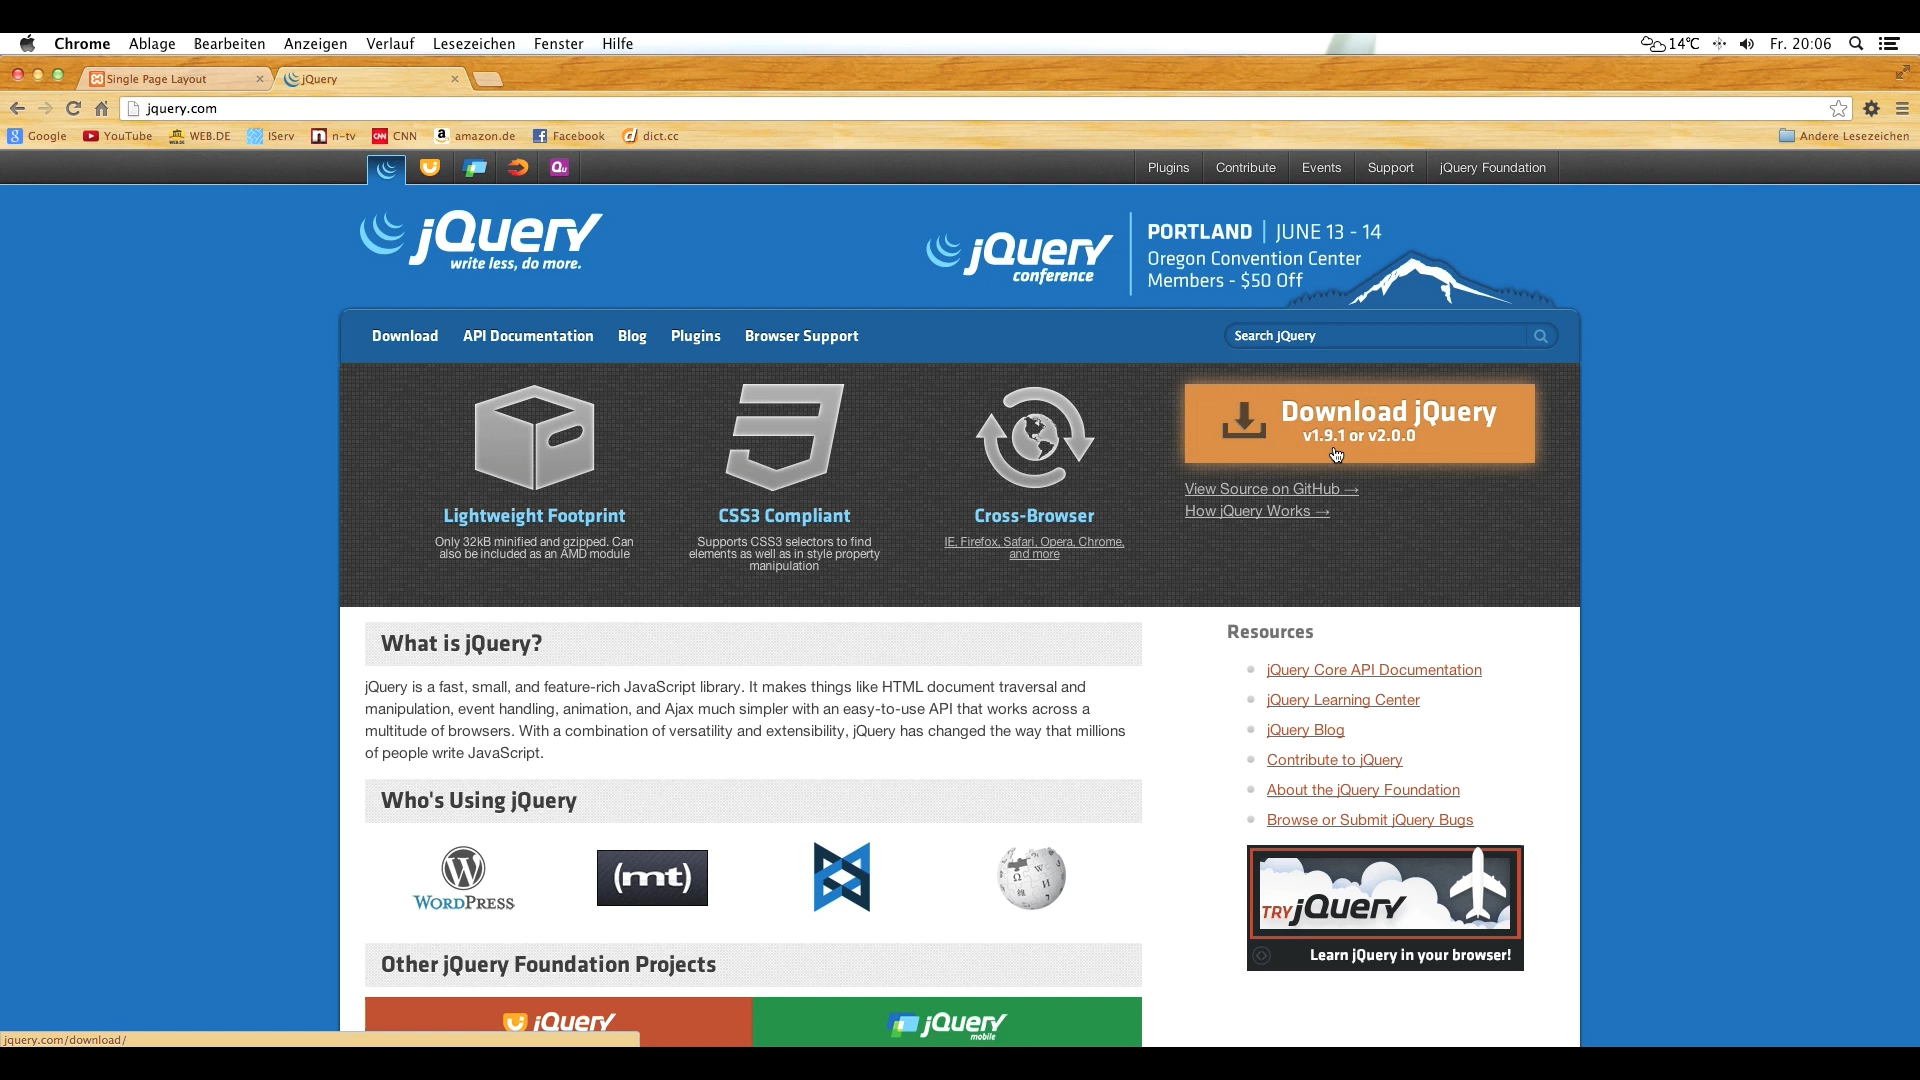 Chrome Ablage Bearbeiten Anzeigen Verlauf Lesezeichen Fenster Hilfe 14°C Fr. 20:06
Single Page Layout jQuery
jquery.com
Google YouTube WEB.DE IServ n-tv CNN amazon.de Facebook dict.cc Andere Lesezeichen
Plugins Contribute Events Support jQuery Foundation
jQuery
write less, do more.
jQuery
conference
PORTLAND | JUNE 13 - 14
Oregon Convention Center
Members - $50 Off
Download API Documentation Blog Plugins Browser Support Search jQuery
Download jQuery
v1.9.1 or v2.0.0
View Source on GitHub →
How jQuery Works →
Lightweight Footprint
Only 32kB minified and gzipped. Can
also be included as an AMD module
CSS3 Compliant
Supports CSS3 selectors to find
elements as well as in style property
manipulation
Cross-Browser
IE, Firefox, Safari, Opera, Chrome,
and more
What is jQuery?
jQuery is a fast, small, and feature-rich JavaScript library. It makes things like HTML document traversal and
manipulation, event handling, animation, and Ajax much simpler with an easy-to-use API that works across a
multitude of browsers. With a combination of versatility and extensibility, jQuery has changed the way that millions
of people write JavaScript.
Who's Using jQuery
WORDPRESS
(mt)
Other jQuery Foundation Projects
jQuery
jQuery
mobile
Resources
jQuery Core API Documentation
jQuery Learning Center
jQuery Blog
Contribute to jQuery
About the jQuery Foundation
Browse or Submit jQuery Bugs
TRY jQuery
Learn jQuery in your browser!
jquery.com/download/